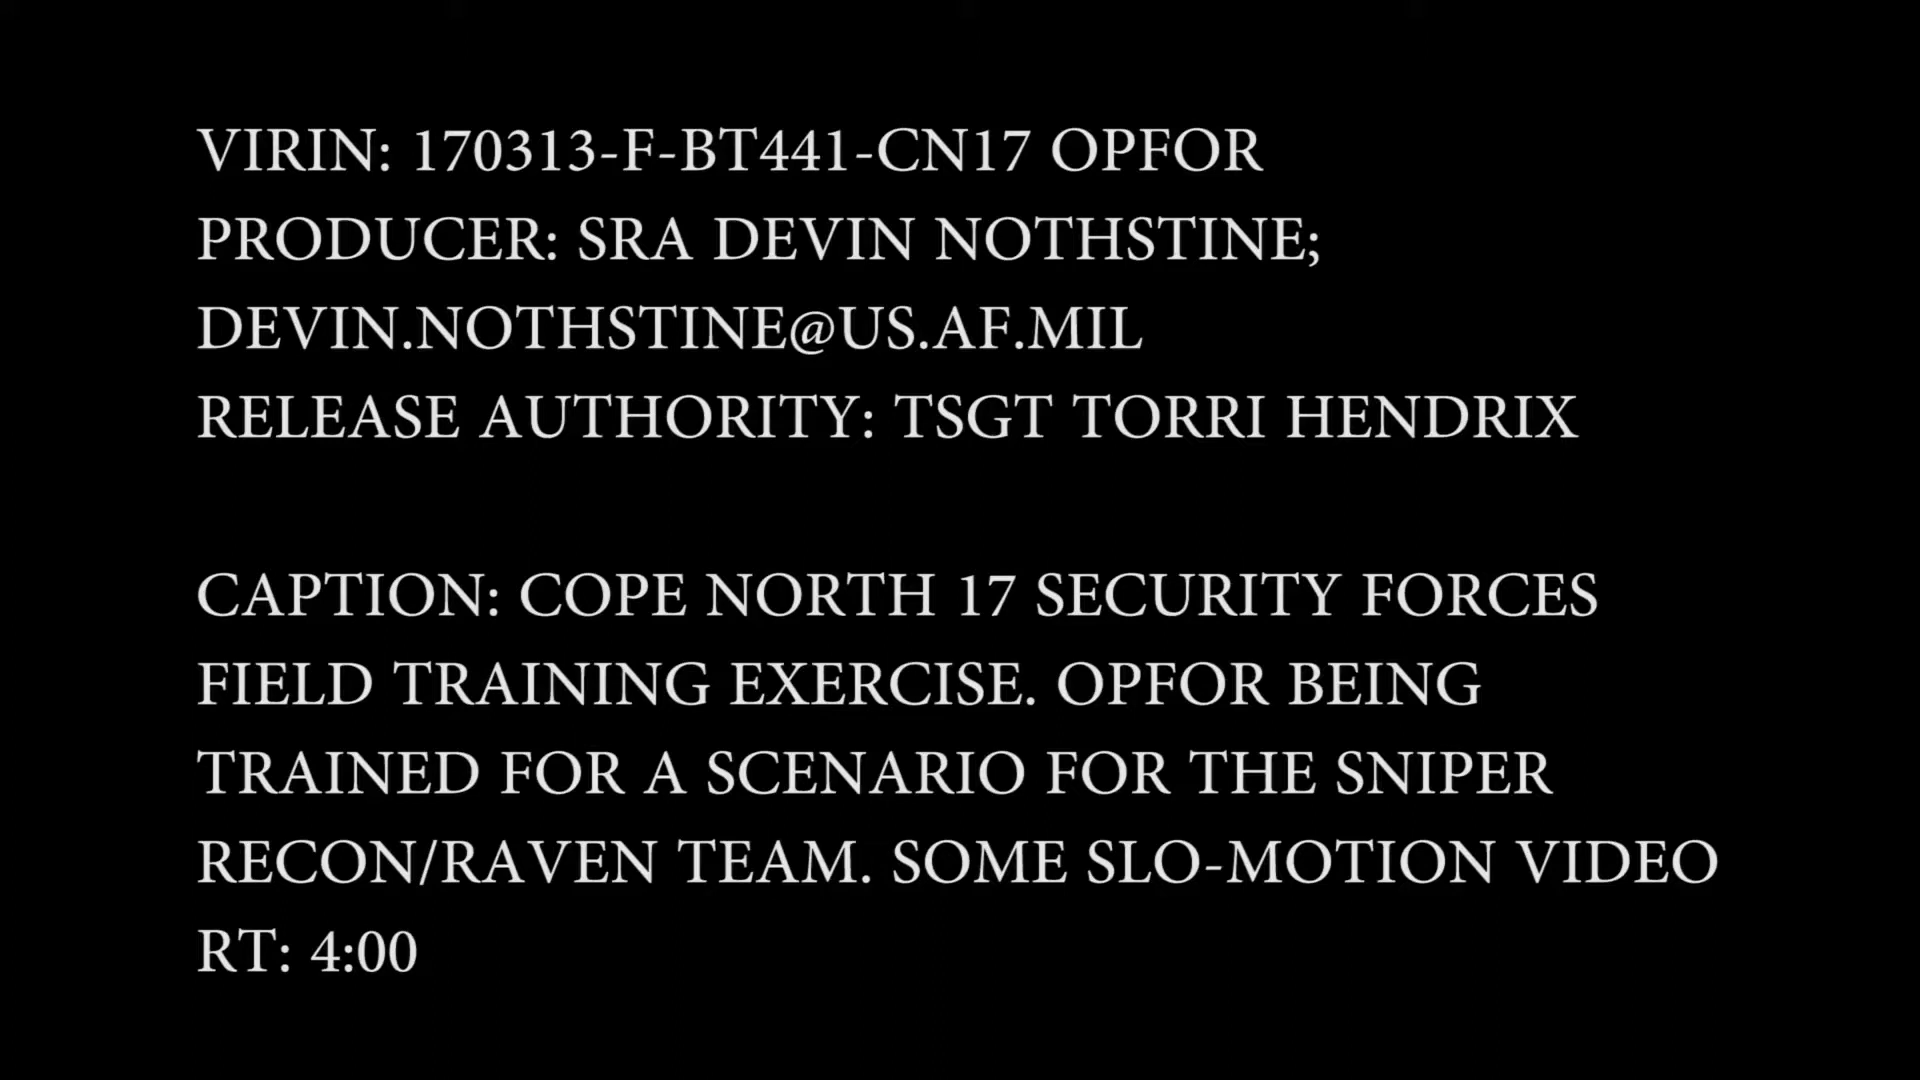 VIRIN: 170313-F-BT441-CN17 OPFOR
PRODUCER: SRA DEVIN NOTHSTINE;
DEVIN.NOTHSTINE@US.AF.MIL
RELEASE AUTHORITY: TSGT TORRI HENDRIX
CAPTION: COPE NORTH 17 SECURITY FORCES
FIELD TRAINING EXERCISE. OPFOR BEING
TRAINED FOR A SCENARIO FOR THE SNIPER
RECON/RAVEN TEAM. SOME SLO-MOTION VIDEO
RT: 4:00